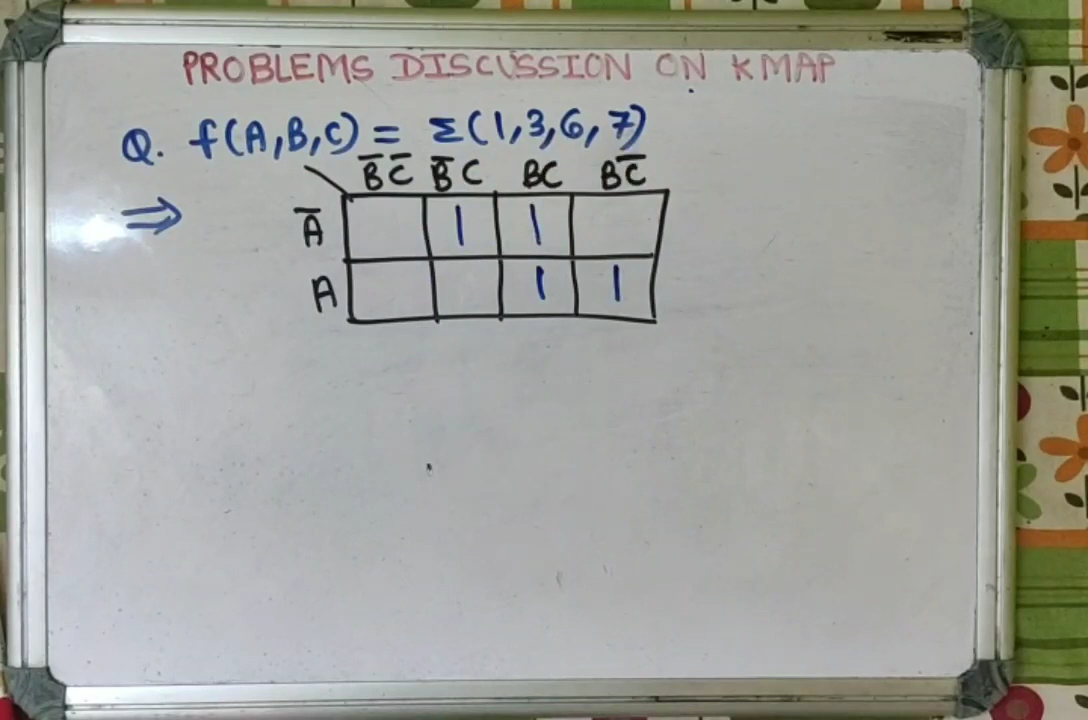 PROBLEMS DISCUSSION ON KMAP
Q. f(A,B,C) = Σ(1,3,6,7)
B̅C̅ B̅C BC BC̅
⇒ A̅ 1 1
A 1 1